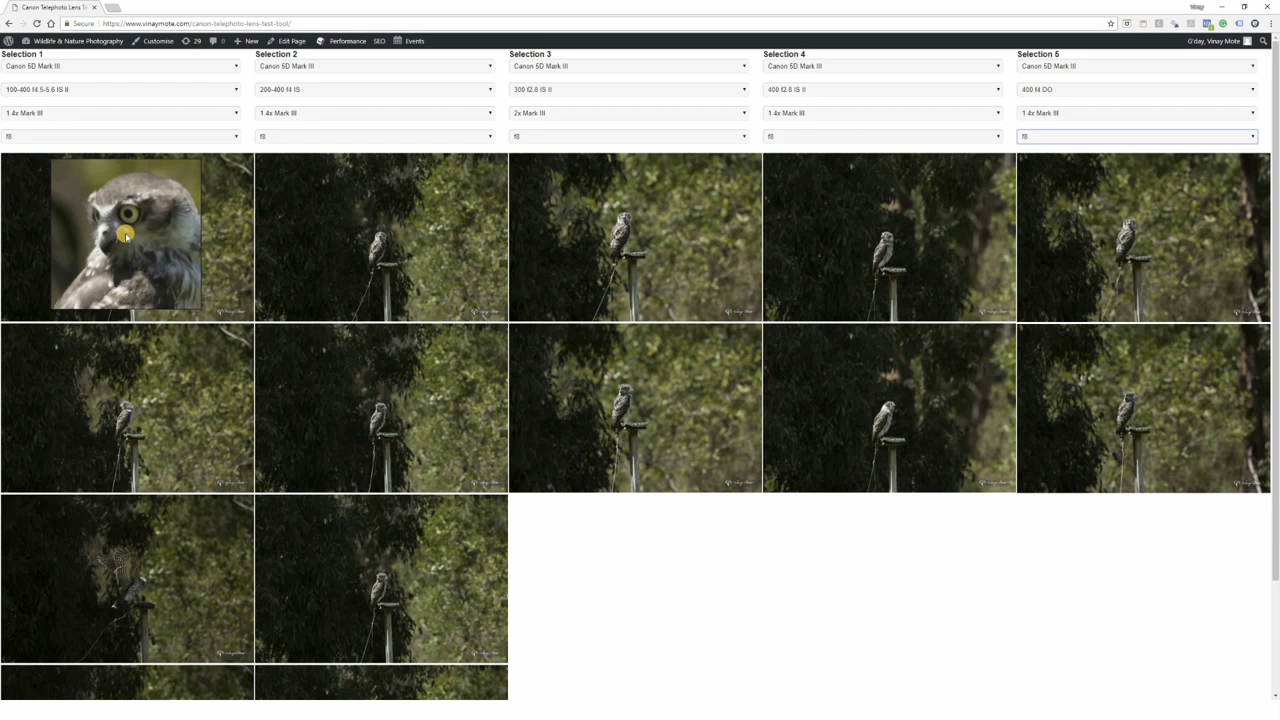 Canon Telephoto Lens T
Vinay
Secure
https://www.vinaymote.com/canon-telephoto-lens-test-tool/
Wildlife & Nature Photography
Customise
29
0
New
Edit Page
Performance
SEO
Events
G'day, Vinay Mote
Selection 1
Selection 2
Selection 3
Selection 4
Selection 5
Canon 5D Mark III
Canon 5D Mark III
Canon 5D Mark III
Canon 5D Mark III
Canon 5D Mark III
100-400 f4.5-5.6 IS II
200-400 f4 IS
300 f2.8 IS II
400 f2.8 IS II
400 f4 DO
1.4x Mark III
1.4x Mark III
2x Mark III
1.4x Mark III
1.4x Mark III
f8
f8
f8
f8
f8